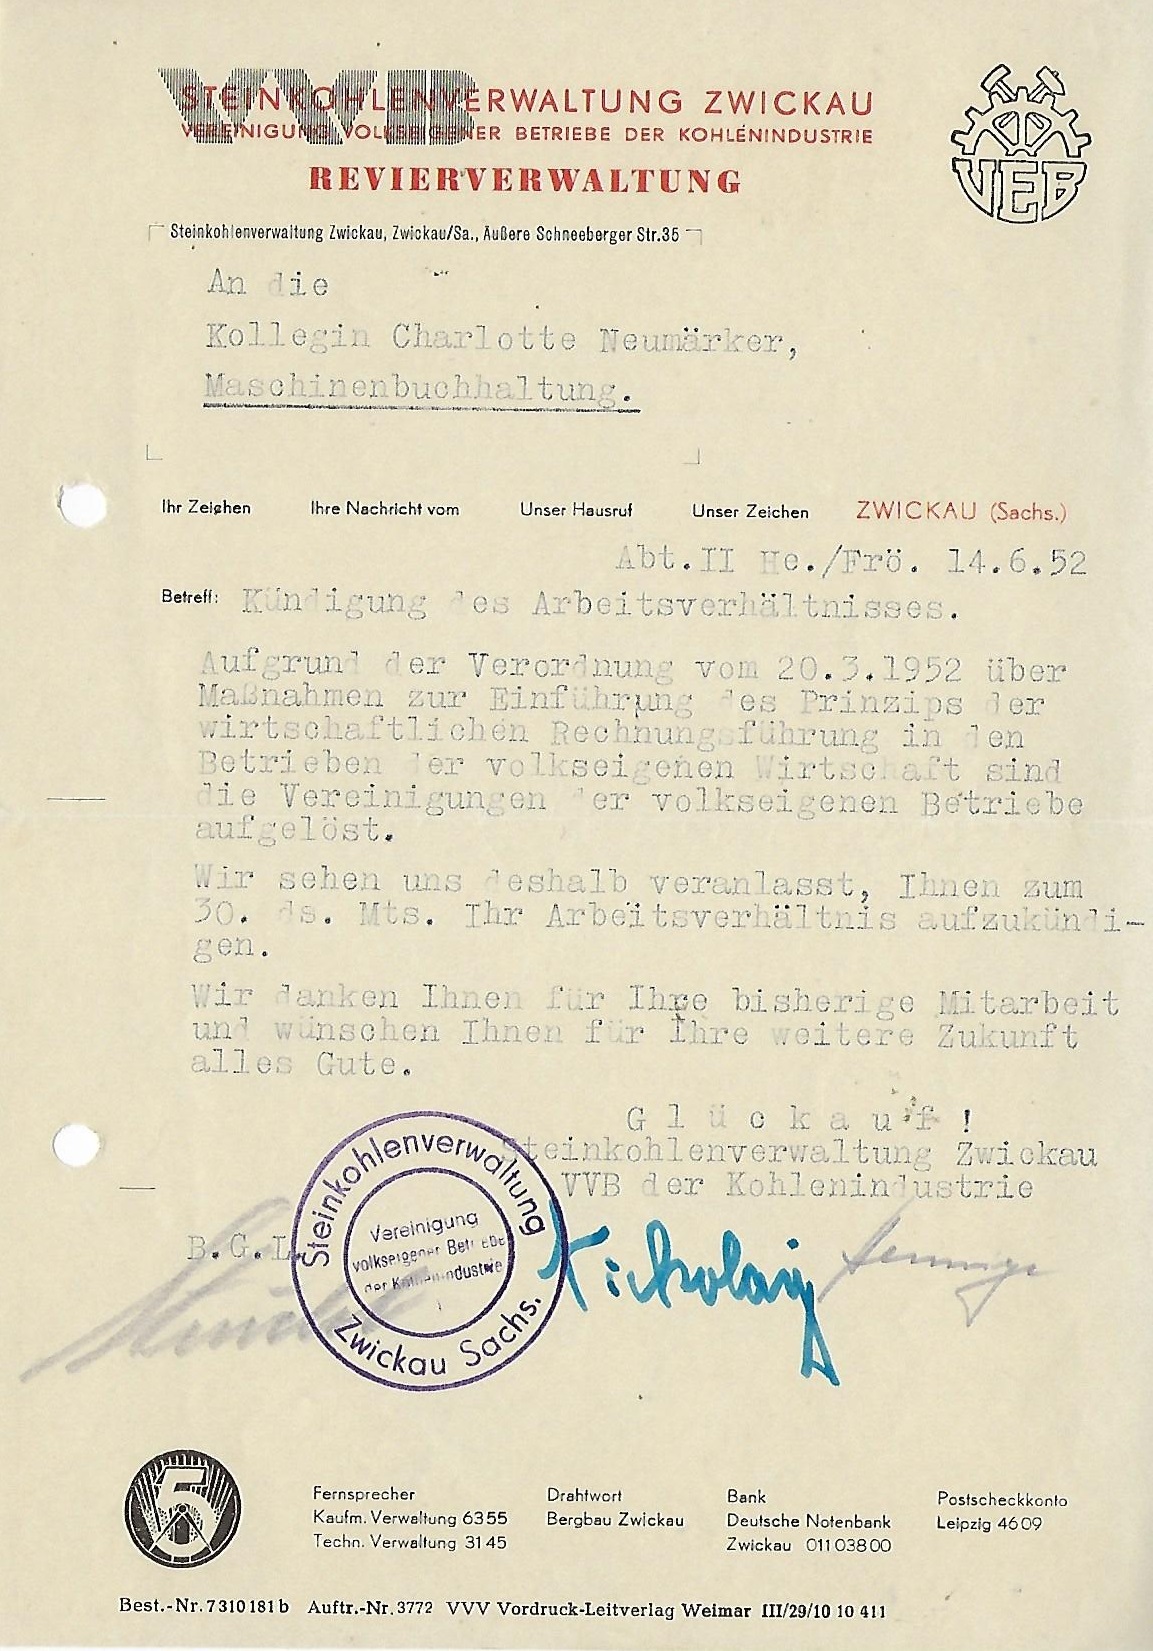 VVB
STEINKOHLENVERWALTUNG ZWICKAU
VEREINIGUNG VOLKSEIGENER BETRIEBE DER KOHLENINDUSTRIE
REVIERVERWALTUNG
VEB
Steinkohlenverwaltung Zwickau, Zwickau/Sa., Äußere Schneeberger Str.35
An die
Kollegin Charlotte Neumärker,
Maschinenbuchhaltung.
Ihr Zeichen Ihre Nachricht vom Unser Hausruf Unser Zeichen ZWICKAU (Sachs.)
Abt.II He./Frö. 14.6.52
Betreff: Kündigung des Arbeitsverhältnisses.
Aufgrund der Verordnung vom 20.3.1952 über
Maßnahmen zur Einführung des Prinzips der
wirtschaftlichen Rechnungsführung in den
Betrieben der volkseigenen Wirtschaft sind
die Vereinigungen der volkseigenen Betriebe
aufgelöst.
Wir sehen uns deshalb veranlasst, Ihnen zum
30. ds. Mts. Ihr Arbeitsverhältnis aufzukündi-
gen.
Wir danken Ihnen für Ihre bisherige Mitarbeit
und wünschen Ihnen für Ihre weitere Zukunft
alles Gute.
G l ü c k a u f !
Steinkohlenverwaltung Zwickau
VVB der Kohlenindustrie
B.G.L.
Steinkohlenverwaltung
Vereinigung
volkseigener Betriebe
der Kohlenindustrie
Zwickau Sachs.
5
Fernsprecher
Kaufm. Verwaltung 6355
Techn. Verwaltung 3145
Drahtwort
Bergbau Zwickau
Bank
Deutsche Notenbank
Zwickau 01103800
Postscheckkonto
Leipzig 4609
Best.-Nr. 7310181b Auftr.-Nr. 3772 VVV Vordruck-Leitverlag Weimar III/29/10 10 411